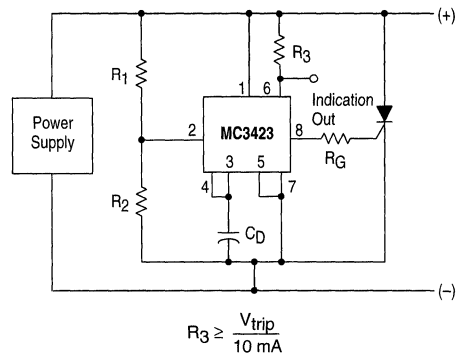 (+)
R3
R1
1
6
Indication
Out
Power
Supply
2
MC3423
8
RG
3
5
4
7
R2
CD
(−)
R3 ≥ Vtrip / 10 mA